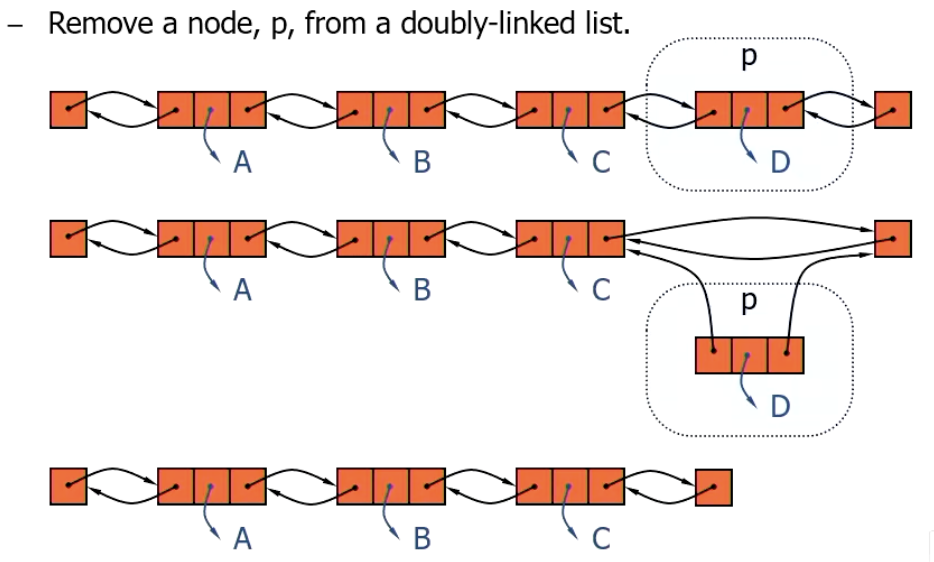 – Remove a node, p, from a doubly-linked list.
p
A B C D
A B C
p
D
A B C